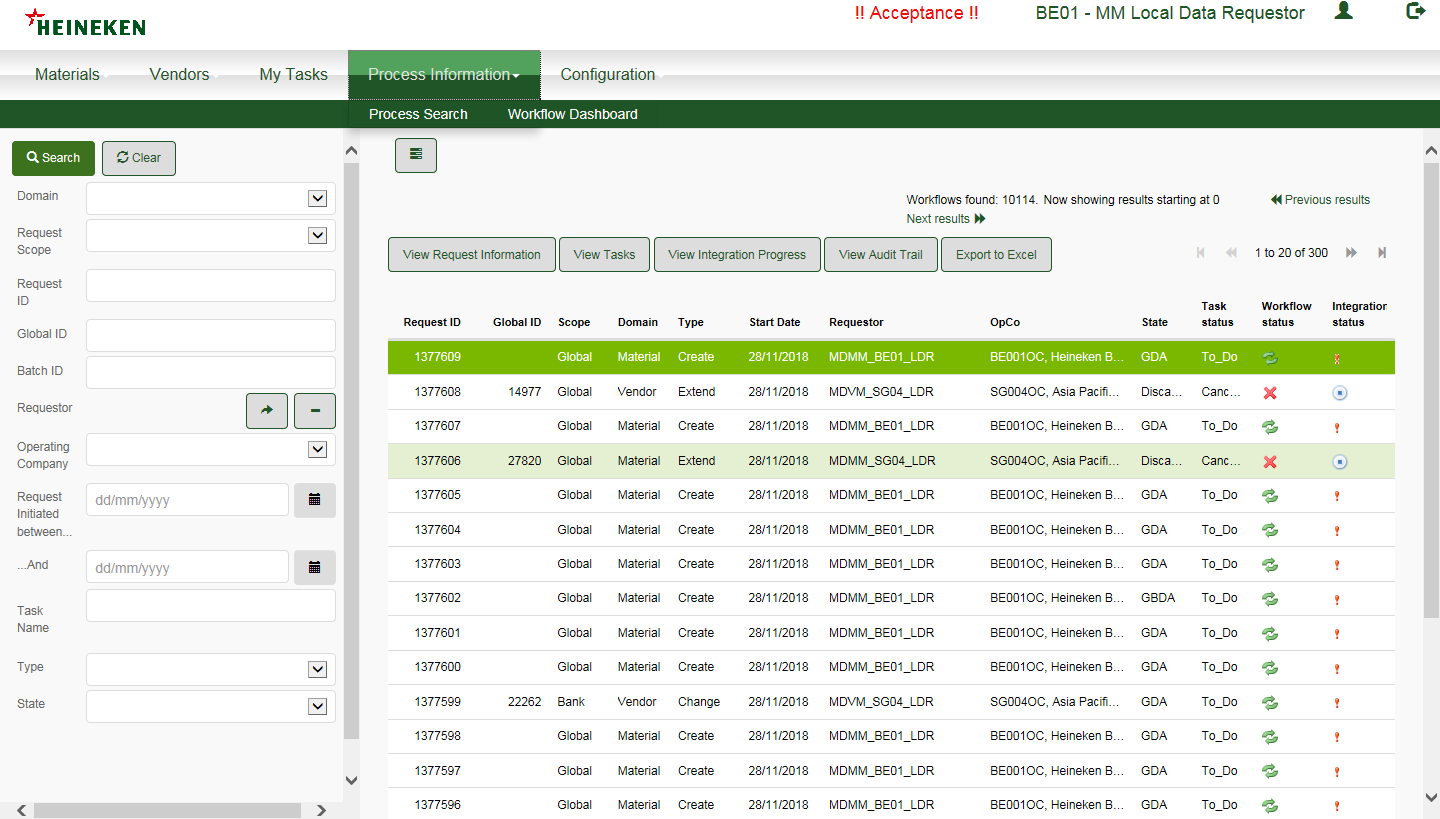 HEINEKEN
!! Acceptance !!
BE01 - MM Local Data Requestor
Materials
Vendors
My Tasks
Process Information
Configuration
Process Search
Workflow Dashboard
Search
Clear
Domain
Request
Scope
Request
ID
Global ID
Batch ID
Requestor
Operating
Company
Request
Initiated
between...
dd/mm/yyyy
...And
dd/mm/yyyy
Task
Name
Type
State
Workflows found: 10114. Now showing results starting at 0
Previous results
Next results
View Request Information
View Tasks
View Integration Progress
View Audit Trail
Export to Excel
1 to 20 of 300
Request ID Global ID Scope Domain Type Start Date Requestor OpCo State Task status Workflow status Integration status
1377609 Global Material Create 28/11/2018 MDMM_BE01_LDR BE001OC, Heineken B... GDA To_Do
1377608 14977 Global Vendor Extend 28/11/2018 MDVM_SG04_LDR SG004OC, Asia Pacifi... Disca... Canc...
1377607 Global Material Create 28/11/2018 MDMM_BE01_LDR BE001OC, Heineken B... GDA To_Do
1377606 27820 Global Material Extend 28/11/2018 MDMM_SG04_LDR SG004OC, Asia Pacifi... Disca... Canc...
1377605 Global Material Create 28/11/2018 MDMM_BE01_LDR BE001OC, Heineken B... GDA To_Do
1377604 Global Material Create 28/11/2018 MDMM_BE01_LDR BE001OC, Heineken B... GDA To_Do
1377603 Global Material Create 28/11/2018 MDMM_BE01_LDR BE001OC, Heineken B... GDA To_Do
1377602 Global Material Create 28/11/2018 MDMM_BE01_LDR BE001OC, Heineken B... GBDA To_Do
1377601 Global Material Create 28/11/2018 MDMM_BE01_LDR BE001OC, Heineken B... GDA To_Do
1377600 Global Material Create 28/11/2018 MDMM_BE01_LDR BE001OC, Heineken B... GDA To_Do
1377599 22262 Bank Vendor Change 28/11/2018 MDVM_SG04_LDR SG004OC, Asia Pacifi... GDA To_Do
1377598 Global Material Create 28/11/2018 MDMM_BE01_LDR BE001OC, Heineken B... GDA To_Do
1377597 Global Material Create 28/11/2018 MDMM_BE01_LDR BE001OC, Heineken B... GDA To_Do
1377596 Global Material Create 28/11/2018 MDMM_BE01_LDR BE001OC, Heineken B... GDA To_Do